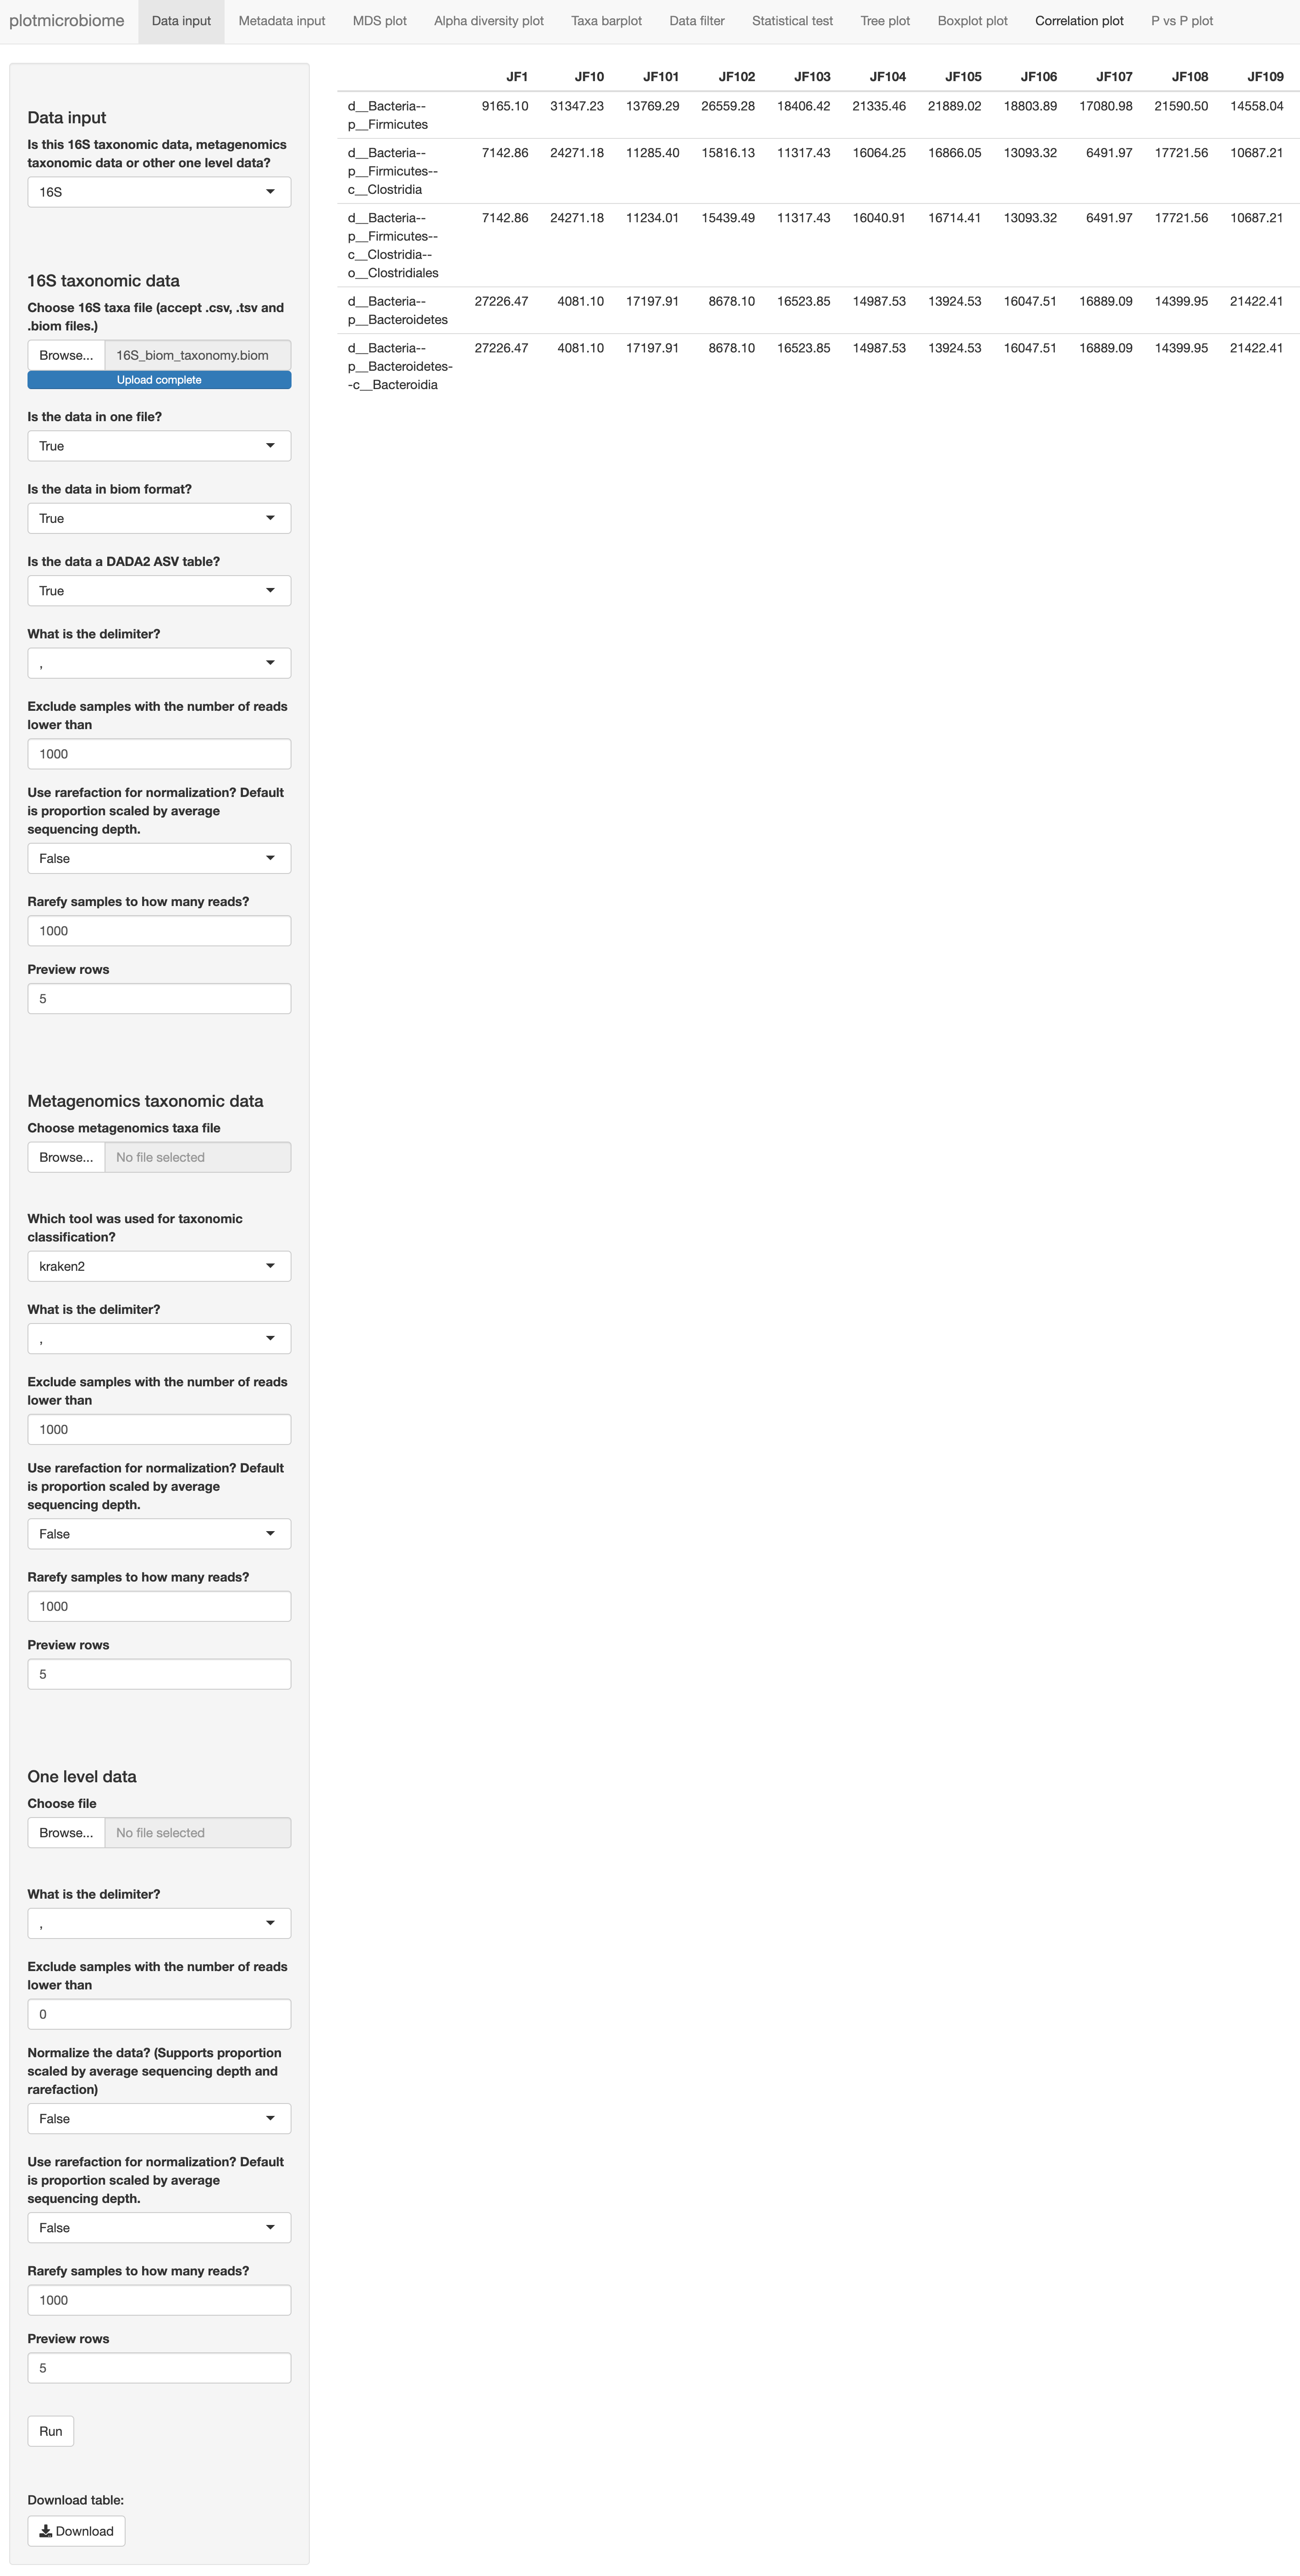 plotmicrobiome Data input Metadata input MDS plot Alpha diversity plot Taxa barplot Data filter Statistical test Tree plot Boxplot plot Correlation plot P vs P plot
Data input
Is this 16S taxonomic data, metagenomics
taxonomic data or other one level data?
16S
16S taxonomic data
Choose 16S taxa file (accept .csv, .tsv and
.biom files.)
Browse... 16S_biom_taxonomy.biom
Upload complete
Is the data in one file?
True
Is the data in biom format?
True
Is the data a DADA2 ASV table?
True
What is the delimiter?
,
Exclude samples with the number of reads
lower than
1000
Use rarefaction for normalization? Default
is proportion scaled by average
sequencing depth.
False
Rarefy samples to how many reads?
1000
Preview rows
5
Metagenomics taxonomic data
Choose metagenomics taxa file
Browse... No file selected
Which tool was used for taxonomic
classification?
kraken2
What is the delimiter?
,
Exclude samples with the number of reads
lower than
1000
Use rarefaction for normalization? Default
is proportion scaled by average
sequencing depth.
False
Rarefy samples to how many reads?
1000
Preview rows
5
One level data
Choose file
Browse... No file selected
What is the delimiter?
,
Exclude samples with the number of reads
lower than
0
Normalize the data? (Supports proportion
scaled by average sequencing depth and
rarefaction)
False
Use rarefaction for normalization? Default
is proportion scaled by average
sequencing depth.
False
Rarefy samples to how many reads?
1000
Preview rows
5
Run
Download table:
Download
JF1 JF10 JF101 JF102 JF103 JF104 JF105 JF106 JF107 JF108 JF109
d__Bacteria-- 9165.10 31347.23 13769.29 26559.28 18406.42 21335.46 21889.02 18803.89 17080.98 21590.50 14558.04
p__Firmicutes
d__Bacteria-- 7142.86 24271.18 11285.40 15816.13 11317.43 16064.25 16866.05 13093.32 6491.97 17721.56 10687.21
p__Firmicutes--
c__Clostridia
d__Bacteria-- 7142.86 24271.18 11234.01 15439.49 11317.43 16040.91 16714.41 13093.32 6491.97 17721.56 10687.21
p__Firmicutes--
c__Clostridia--
o__Clostridiales
d__Bacteria-- 27226.47 4081.10 17197.91 8678.10 16523.85 14987.53 13924.53 16047.51 16889.09 14399.95 21422.41
p__Bacteroidetes
d__Bacteria-- 27226.47 4081.10 17197.91 8678.10 16523.85 14987.53 13924.53 16047.51 16889.09 14399.95 21422.41
p__Bacteroidetes-
-c__Bacteroidia